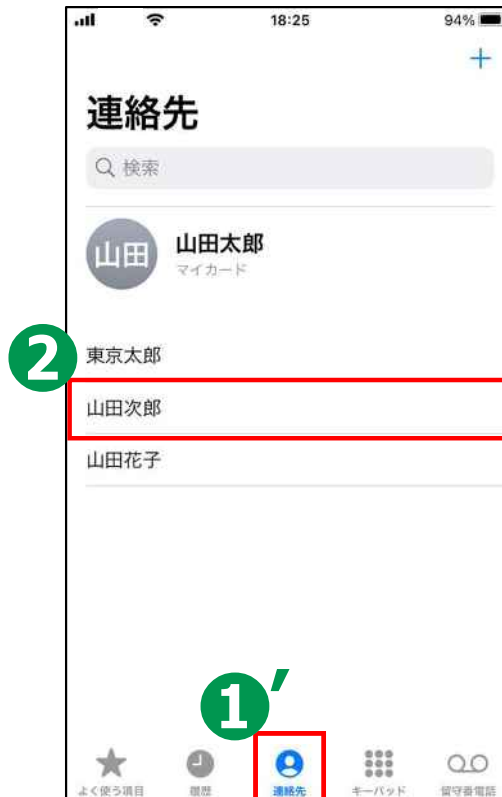 18:25
94%
+
連絡先
検索
山田
山田太郎
マイカード
2
東京太郎
山田次郎
山田花子
1′
よく使う項目 履歴 連絡先 キーパッド 留守番電話